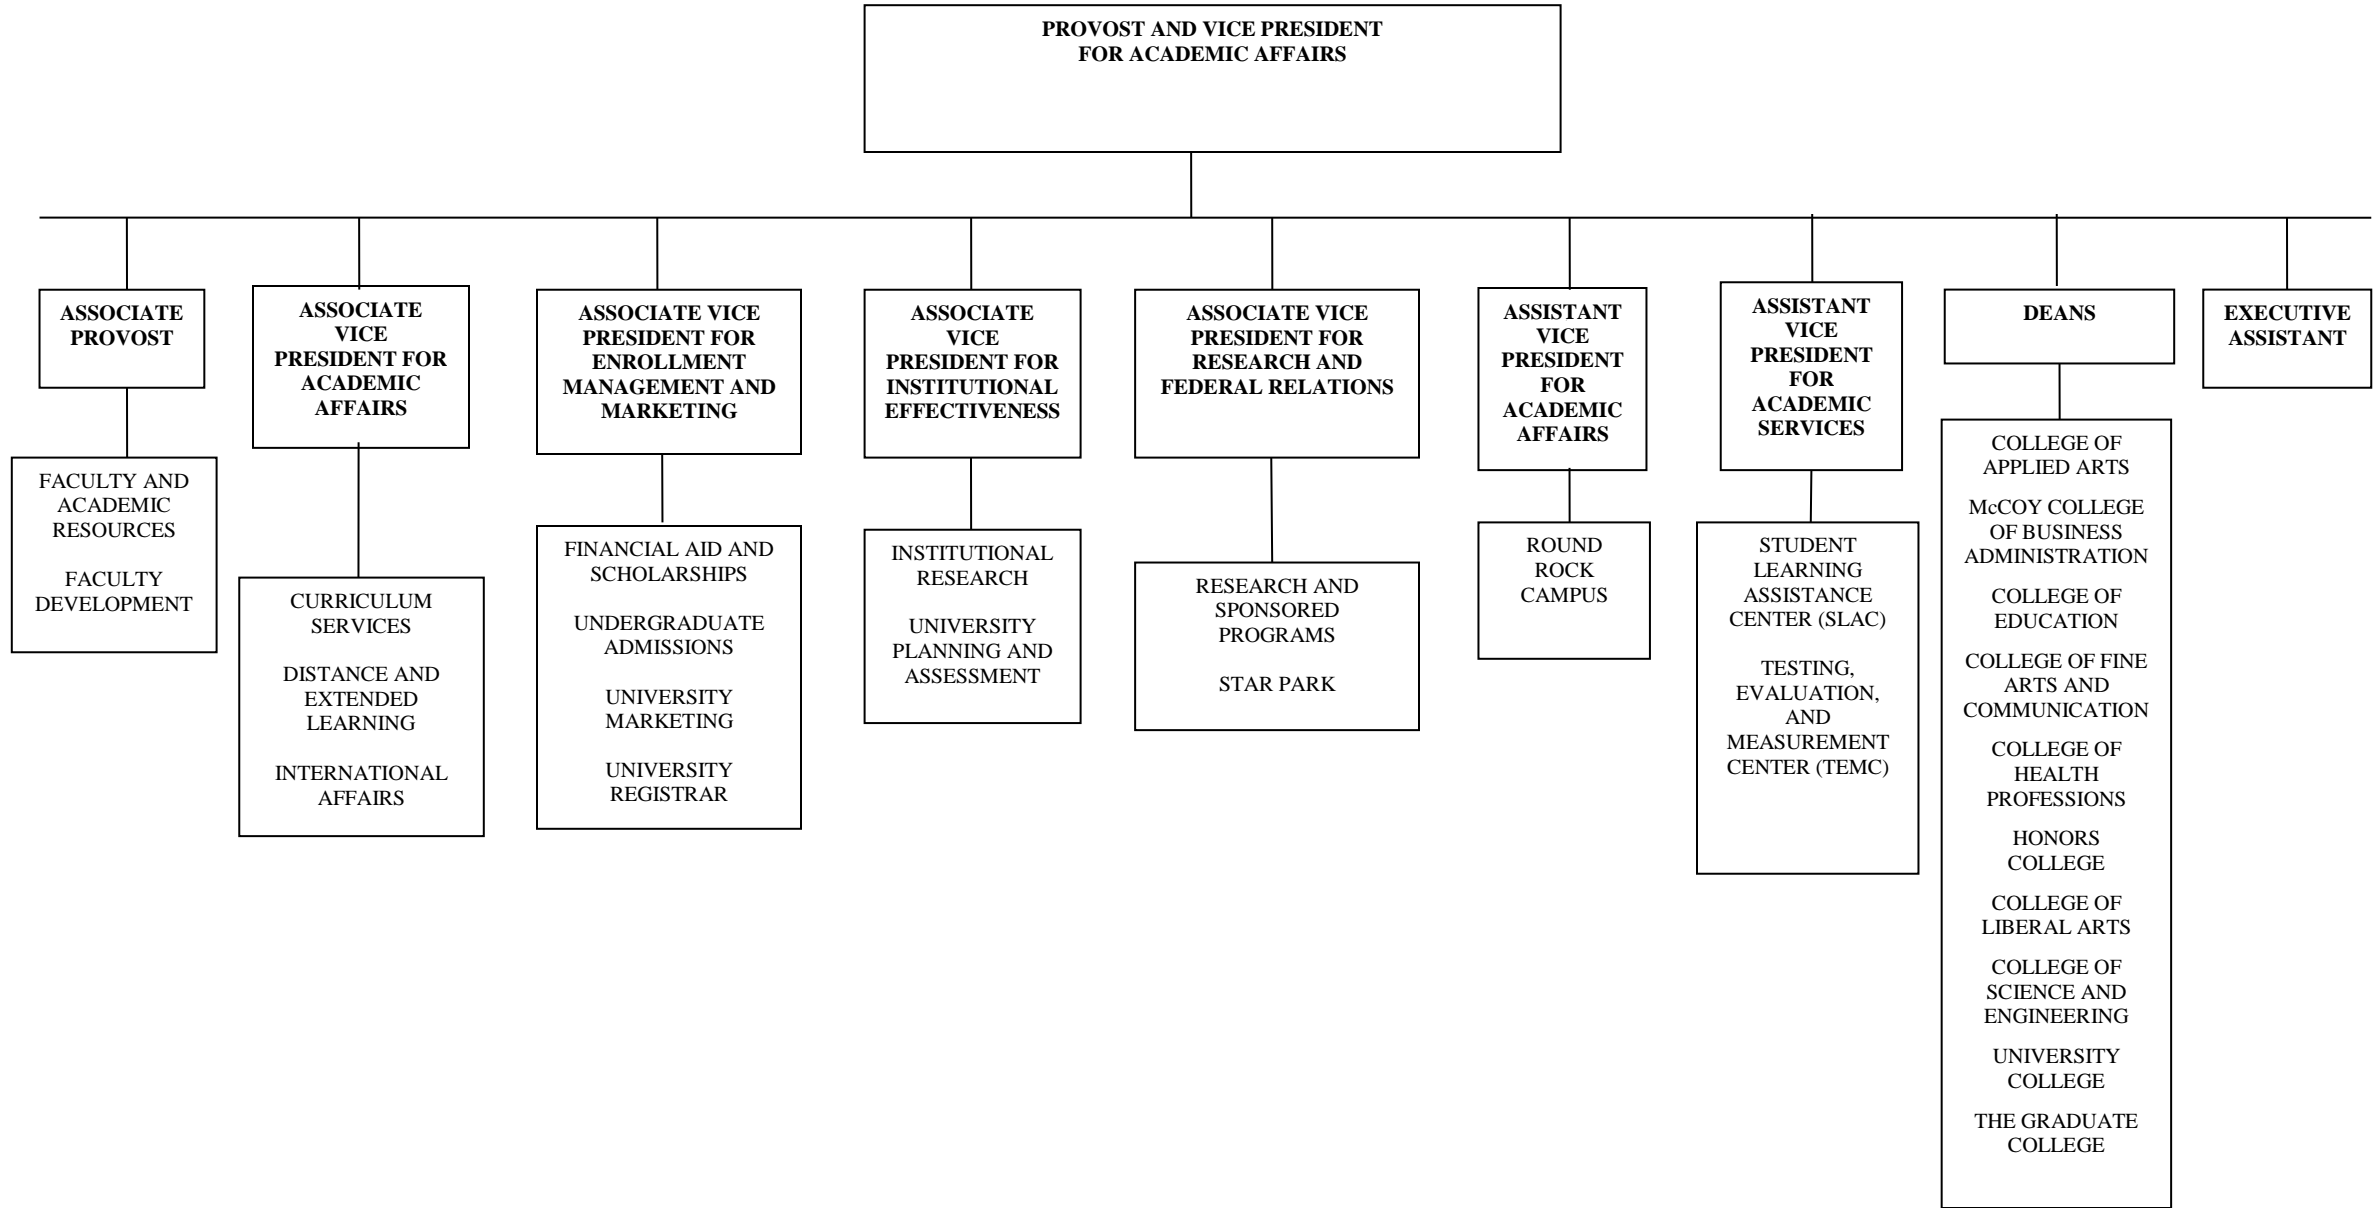 PROVOST AND VICE PRESIDENT
FOR ACADEMIC AFFAIRS
ASSOCIATE
PROVOST
FACULTY AND
ACADEMIC
RESOURCES
FACULTY
DEVELOPMENT
ASSOCIATE
VICE
PRESIDENT FOR
ACADEMIC
AFFAIRS
CURRICULUM
SERVICES
DISTANCE AND
EXTENDED
LEARNING
INTERNATIONAL
AFFAIRS
ASSOCIATE VICE
PRESIDENT FOR
ENROLLMENT
MANAGEMENT AND
MARKETING
FINANCIAL AID AND
SCHOLARSHIPS
UNDERGRADUATE
ADMISSIONS
UNIVERSITY
MARKETING
UNIVERSITY
REGISTRAR
ASSOCIATE
VICE
PRESIDENT FOR
INSTITUTIONAL
EFFECTIVENESS
INSTITUTIONAL
RESEARCH
UNIVERSITY
PLANNING AND
ASSESSMENT
ASSOCIATE VICE
PRESIDENT FOR
RESEARCH AND
FEDERAL RELATIONS
RESEARCH AND
SPONSORED
PROGRAMS
STAR PARK
ASSISTANT
VICE
PRESIDENT
FOR
ACADEMIC
AFFAIRS
ROUND
ROCK
CAMPUS
ASSISTANT
VICE
PRESIDENT
FOR
ACADEMIC
SERVICES
STUDENT
LEARNING
ASSISTANCE
CENTER (SLAC)
TESTING,
EVALUATION,
AND
MEASUREMENT
CENTER (TEMC)
DEANS
COLLEGE OF
APPLIED ARTS
McCOY COLLEGE
OF BUSINESS
ADMINISTRATION
COLLEGE OF
EDUCATION
COLLEGE OF FINE
ARTS AND
COMMUNICATION
COLLEGE OF
HEALTH
PROFESSIONS
HONORS
COLLEGE
COLLEGE OF
LIBERAL ARTS
COLLEGE OF
SCIENCE AND
ENGINEERING
UNIVERSITY
COLLEGE
THE GRADUATE
COLLEGE
EXECUTIVE
ASSISTANT